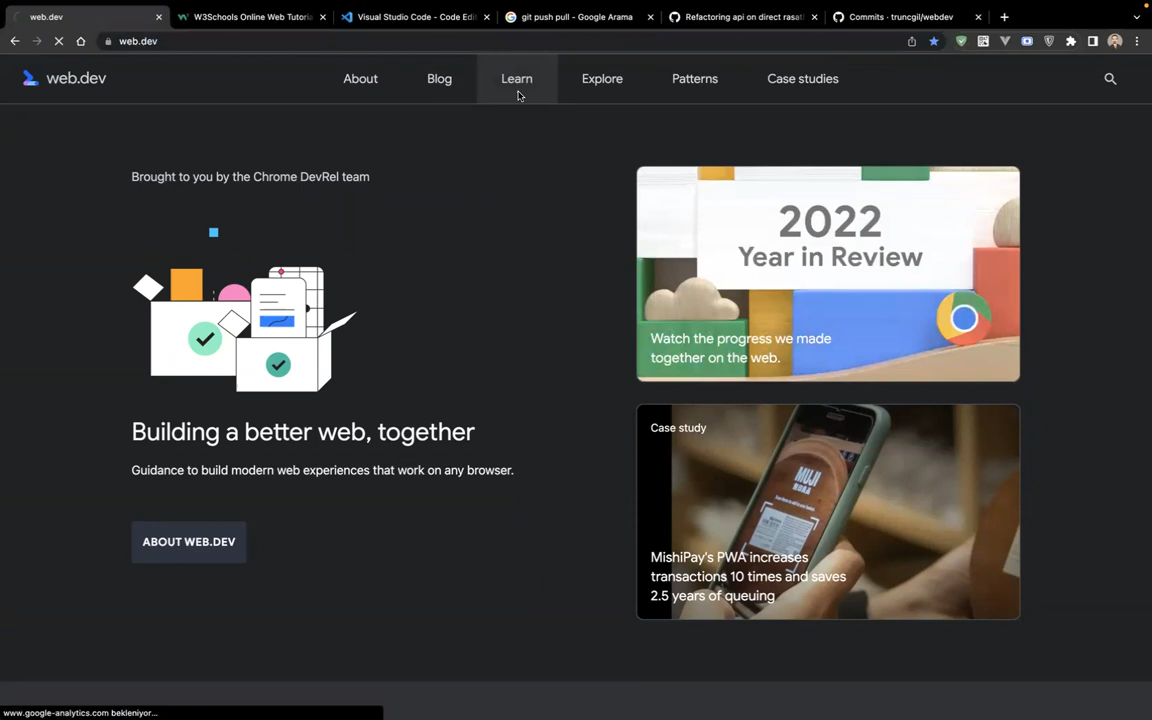 web.dev
W3Schools Online Web Tutoria
Visual Studio Code - Code Edi
git push pull - Google Arama
Refactoring api on direct rasat
Commits · truncgil/webdev
web.dev
web.dev
About
Blog
Learn
Explore
Patterns
Case studies
Brought to you by the Chrome DevRel team
Building a better web, together
Guidance to build modern web experiences that work on any browser.
ABOUT WEB.DEV
2022
Year in Review
Watch the progress we made
together on the web.
Case study
MUJI
MishiPay's PWA increases
transactions 10 times and saves
2.5 years of queuing
www.google-analytics.com bekleniyor...